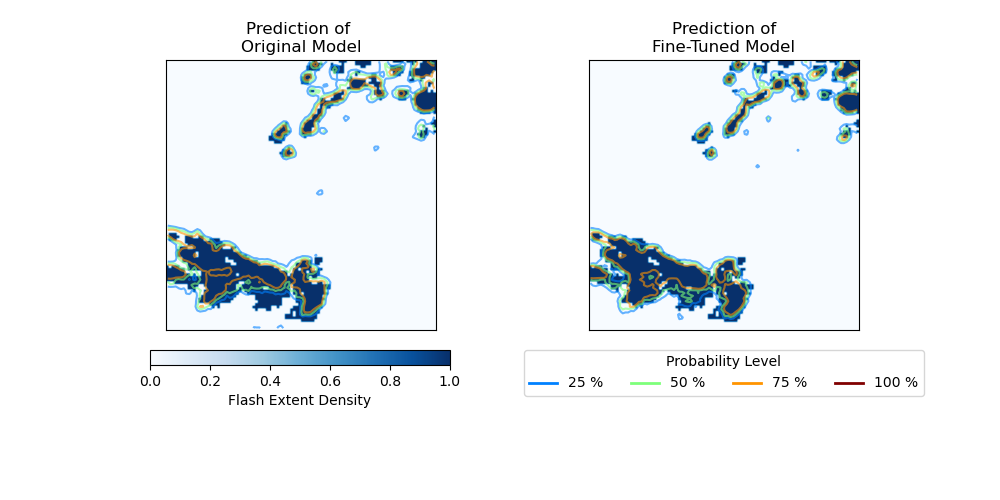 Prediction of
Original Model
Prediction of
Fine-Tuned Model
0.0 0.2 0.4 0.6 0.8 1.0
Flash Extent Density
Probability Level
25 % 50 % 75 % 100 %